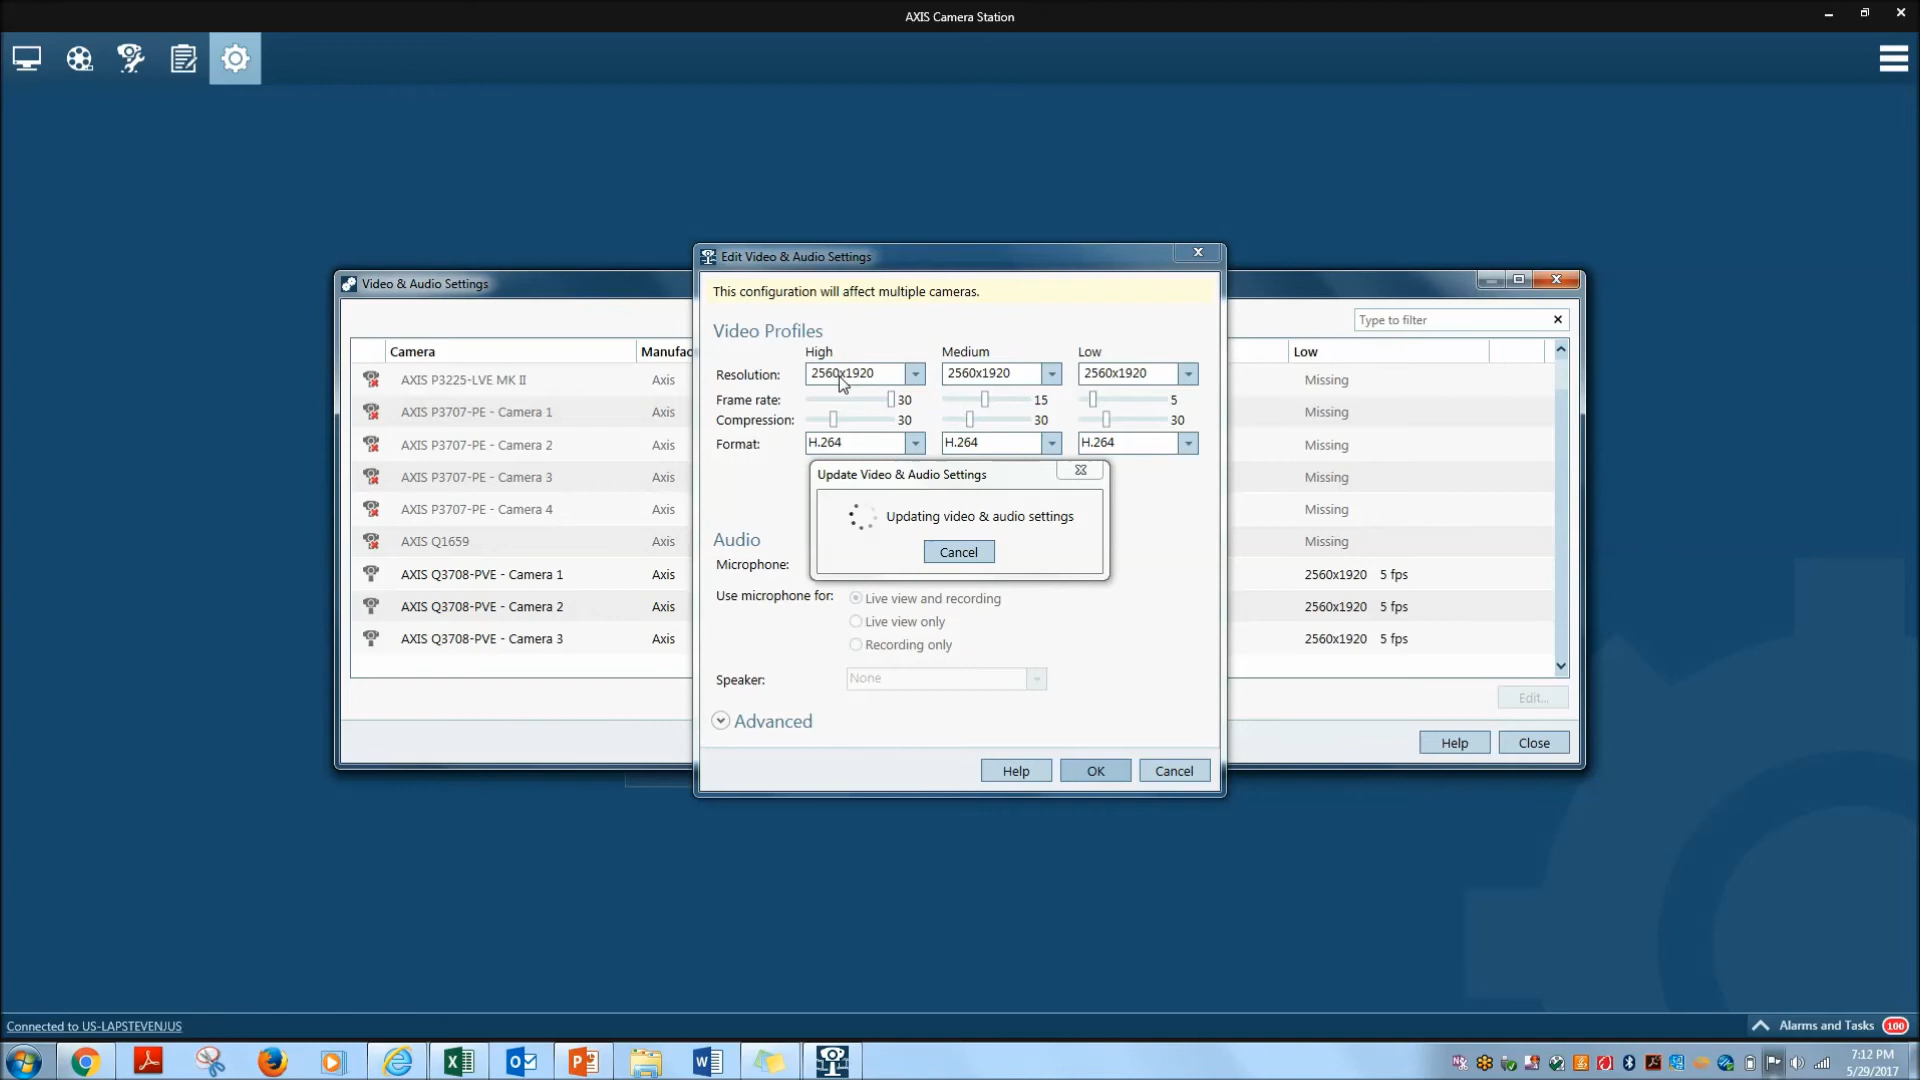 AXIS Camera Station
Edit Video & Audio Settings
Video & Audio Settings
This configuration will affect multiple cameras.
Type to filter
Video Profiles
High Medium Low
Resolution: 2560x1920 2560x1920 2560x1920
Frame rate: 30 15 5
Compression: 30 30 30
Format: H.264 H.264 H.264
Update Video & Audio Settings
Updating video & audio settings
Cancel
Audio
Microphone:
Use microphone for: Live view and recording
Live view only
Recording only
Speaker: None
Advanced
Help OK Cancel
Camera Manufac Low
AXIS P3225-LVE MK II Axis Missing
AXIS P3707-PE - Camera 1 Axis Missing
AXIS P3707-PE - Camera 2 Axis Missing
AXIS P3707-PE - Camera 3 Axis Missing
AXIS P3707-PE - Camera 4 Axis Missing
AXIS Q1659 Axis Missing
AXIS Q3708-PVE - Camera 1 Axis 2560x1920 5 fps
AXIS Q3708-PVE - Camera 2 Axis 2560x1920 5 fps
AXIS Q3708-PVE - Camera 3 Axis 2560x1920 5 fps
Edit...
Help Close
Connected to US-LAPSTEVENJUS
Alarms and Tasks 100
7:12 PM
5/29/2017